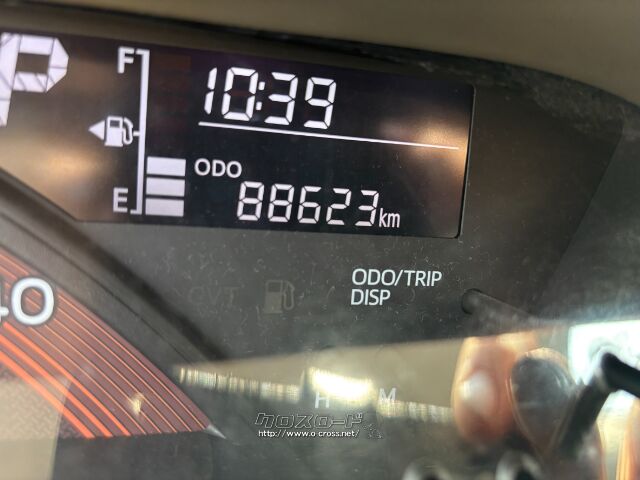 P
F
10:39
ODO
E
88623km
40
CVT
ODO/TRIP
DISP
H M
クロスロード
http://www.o-cross.net/